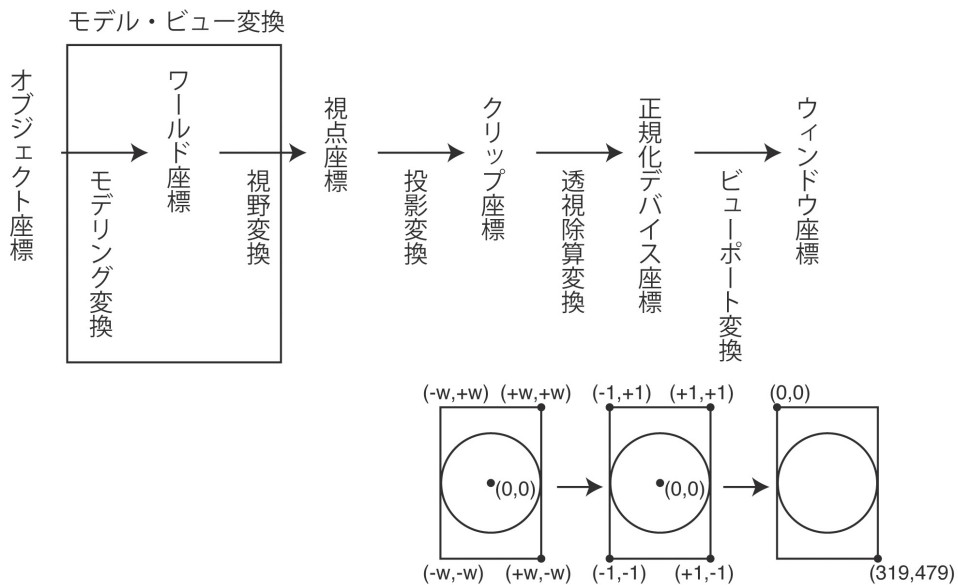 モデル・ビュー変換
オブジェクト座標
モデリング変換
ワールド座標
視野変換
視点座標
投影変換
クリップ座標
透視除算変換
正規化デバイス座標
ビューポート変換
ウィンドウ座標
(-w,+w) (+w,+w) (-1,+1) (+1,+1) (0,0)
(0,0) (0,0)
(-w,-w) (+w,-w) (-1,-1) (+1,-1) (319,479)